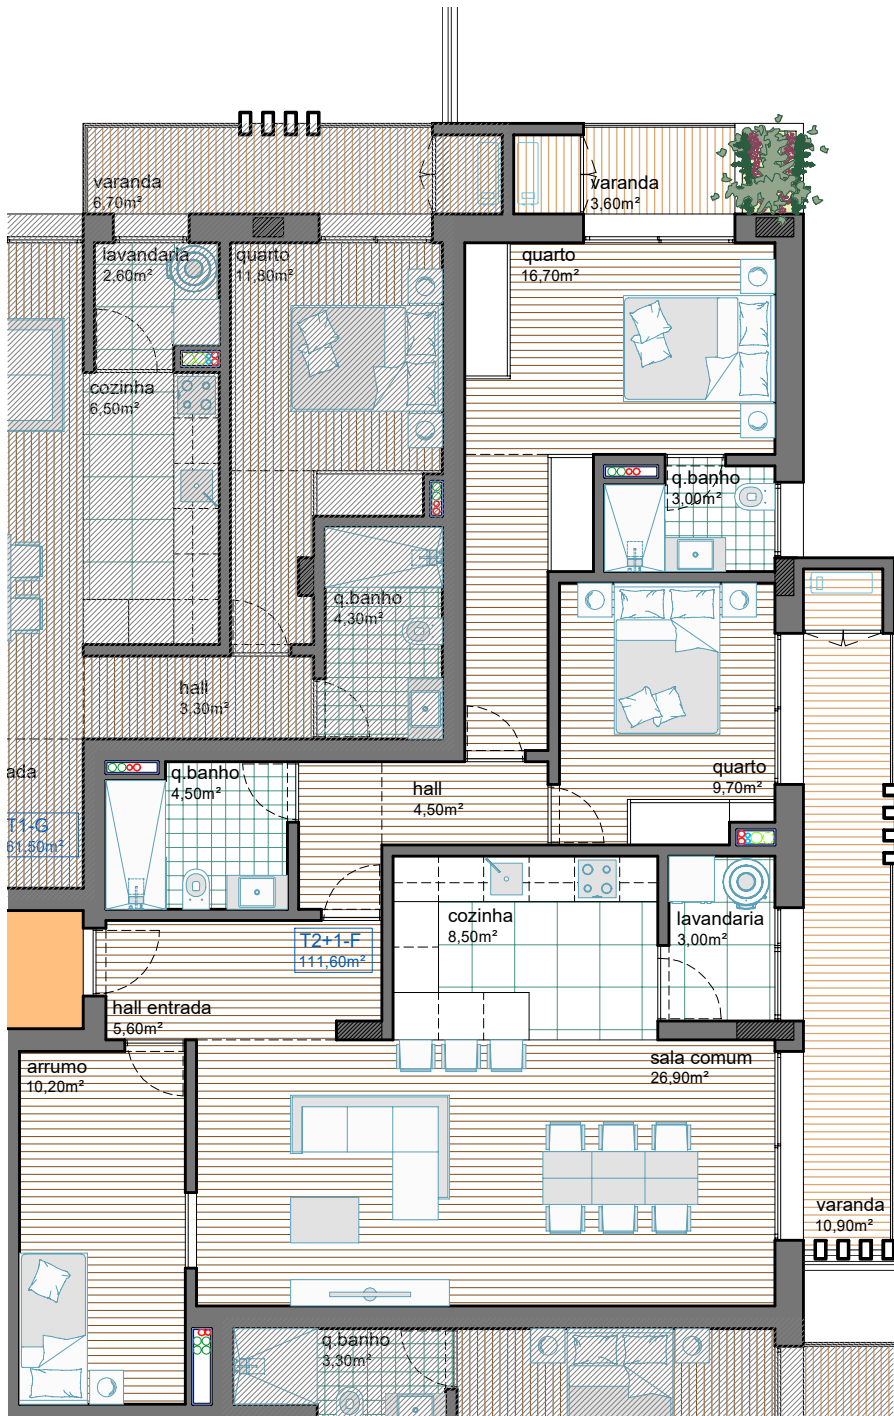 varanda
6,70m²
varanda
3,60m²
lavandaria
2,60m²
quarto
11,80m²
quarto
16,70m²
cozinha
6,50m²
q.banho
3,00m²
q.banho
4,30m²
hall
3,30m²
ada
T1-G
61,50m²
q.banho
4,50m²
hall
4,50m²
quarto
9,70m²
cozinha
8,50m²
lavandaria
3,00m²
T2+1-F
111,60m²
hall entrada
5,60m²
arrumo
10,20m²
sala comum
26,90m²
varanda
10,90m²
q.banho
3,30m²